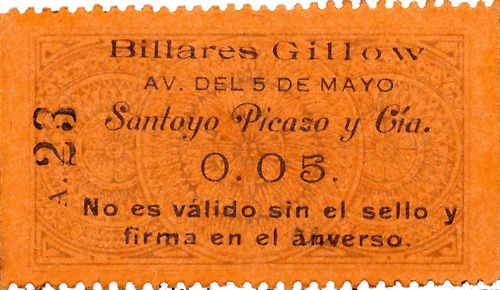 Billares Gillow
AV. DEL 5 DE MAYO
Santoyo Picazo y Cía.
0.05.
No es válido sin el sello y
firma en el anverso.
A. 23